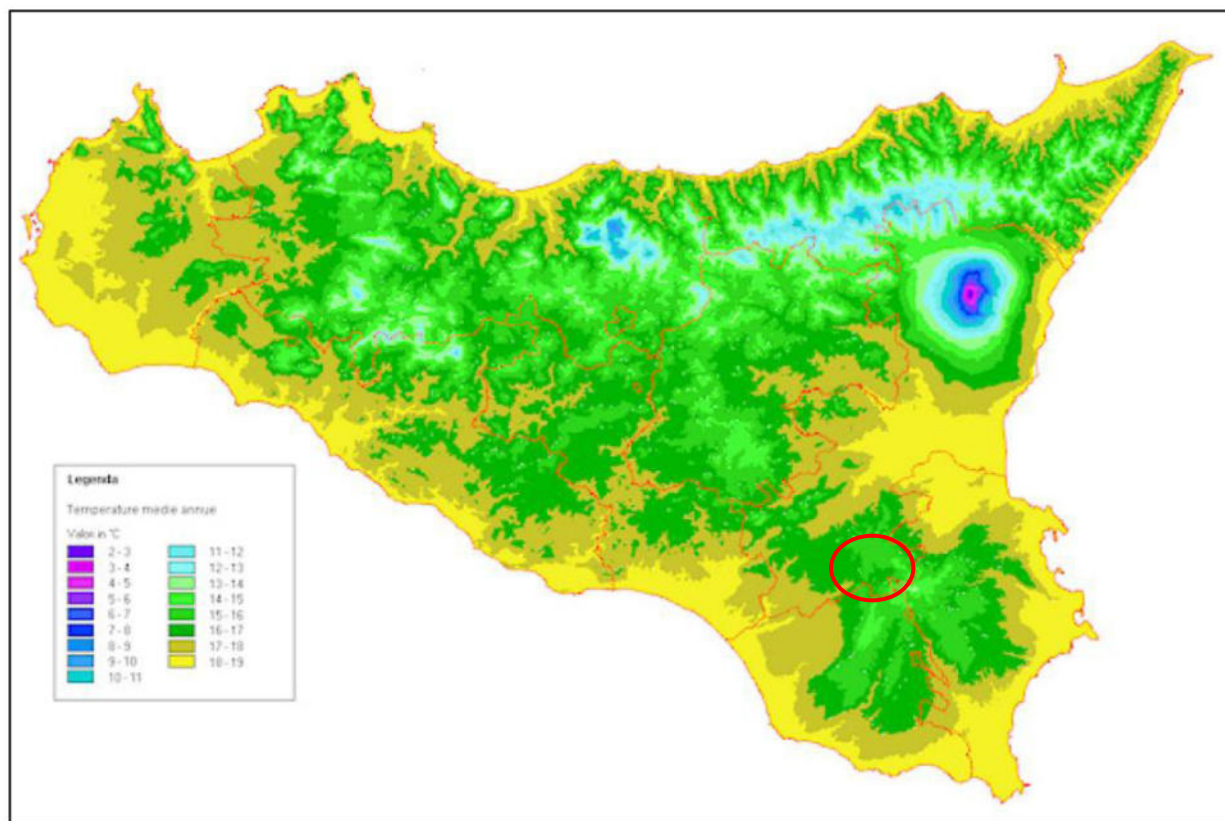 Legenda
Temperature medie annue
Valori in °C
2 - 3 11 - 12
3 - 4 12 - 13
4 - 5 13 - 14
5 - 6 14 - 15
6 - 7 15 - 16
7 - 8 16 - 17
8 - 9 17 - 18
9 - 10 18 - 19
10 - 11